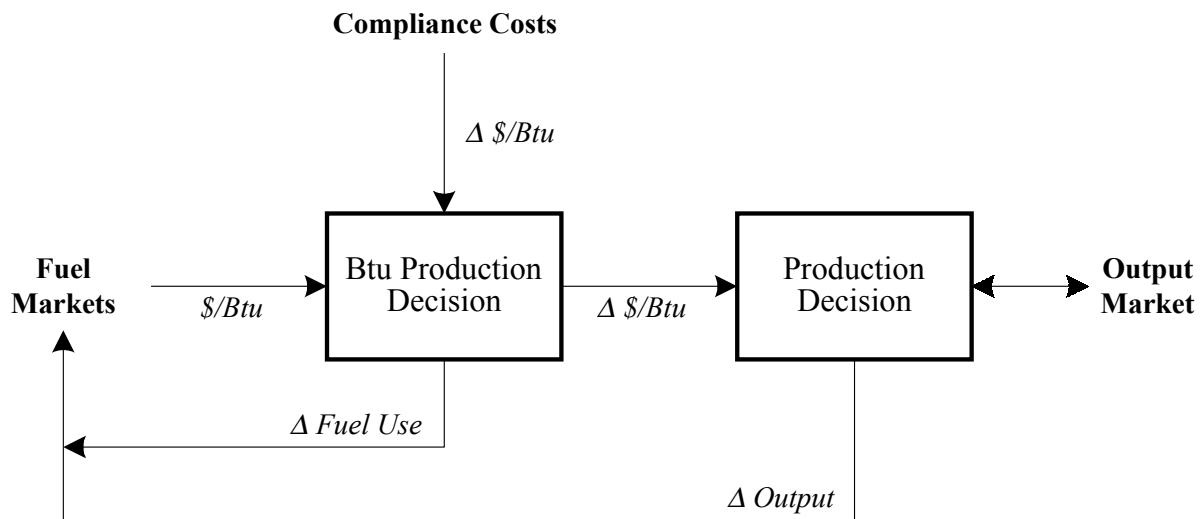 Compliance Costs
Δ $/Btu
Fuel
Markets
$/Btu
Btu Production
Decision
Δ $/Btu
Production
Decision
Output
Market
Δ Fuel Use
Δ Output